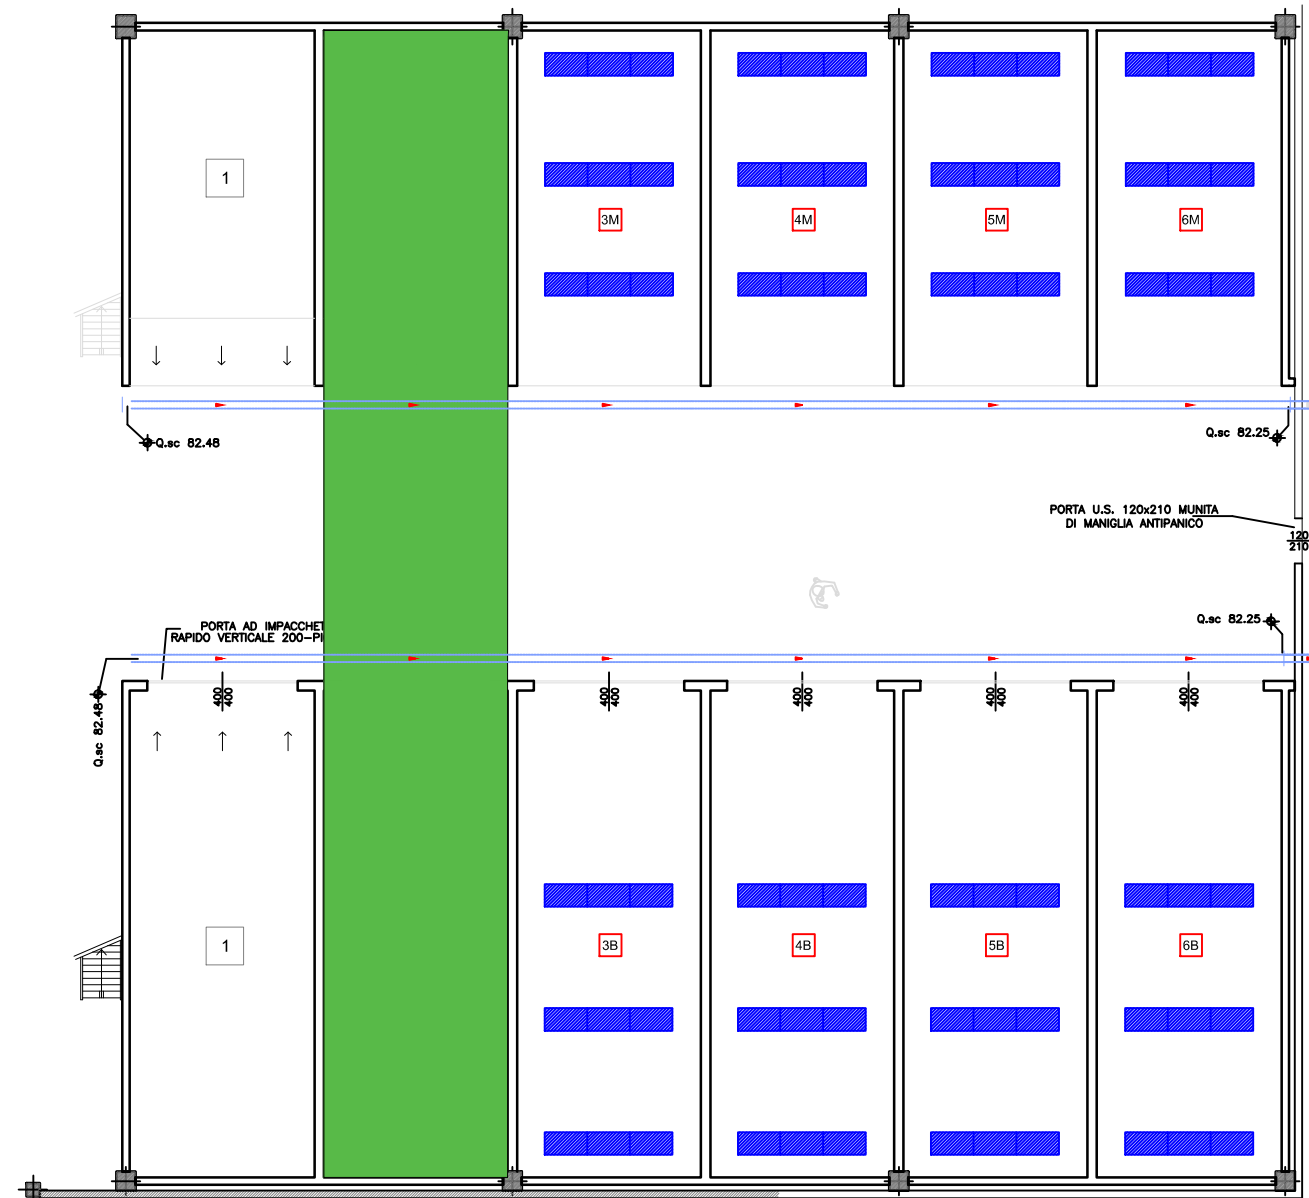 1
3M
4M
5M
6M
Q.sc 82.48
Q.sc 82.25
PORTA U.S. 120x210 MUNITA
DI MANIGLIA ANTIPANICO
120
210
Q.sc 82.25
PORTA AD IMPACCHET
RAPIDO VERTICALE 200-PI
Q.sc 82.48
400
400
400
400
400
400
400
400
400
400
1
3B
4B
5B
6B